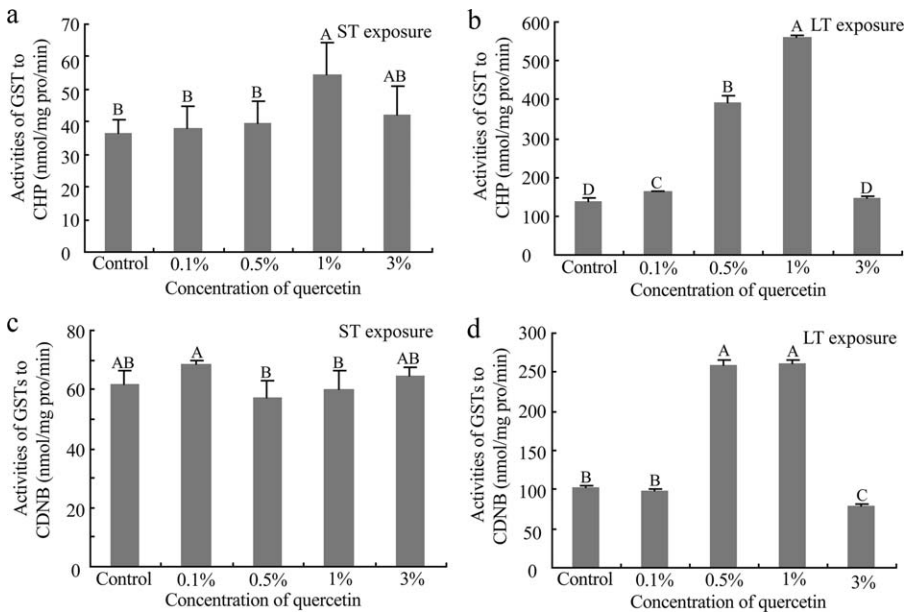 a
Activities of GST to
CHP (nmol/mg pro/min)
70
60
50
40
30
20
10
0
ST exposure
B
B
B
A
AB
Control 0.1% 0.5% 1% 3%
Concentration of quercetin
b
Activities of GST to
CHP (nmol/mg pro/min)
600
500
400
300
200
100
0
LT exposure
D
C
B
A
D
Control 0.1% 0.5% 1% 3%
Concentration of quercetin
c
Activities of GSTs to
CDNB (nmol/mg pro/min)
80
60
40
60
20
0
ST exposure
AB
A
B
B
AB
Control 0.1% 0.5% 1% 3%
Concentration of quercetin
d
Activities of GSTs to
CDNB (nmol/mg pro/min)
300
250
200
150
100
50
0
LT exposure
B
B
A
A
C
Control 0.1% 0.5% 1% 3%
Concentration of quercetin